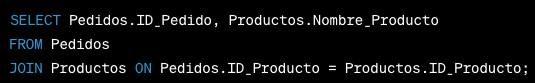 SELECT Pedidos.ID_Pedido, Productos.Nombre_Producto
FROM Pedidos
JOIN Productos ON Pedidos.ID_Producto = Productos.ID_Producto;